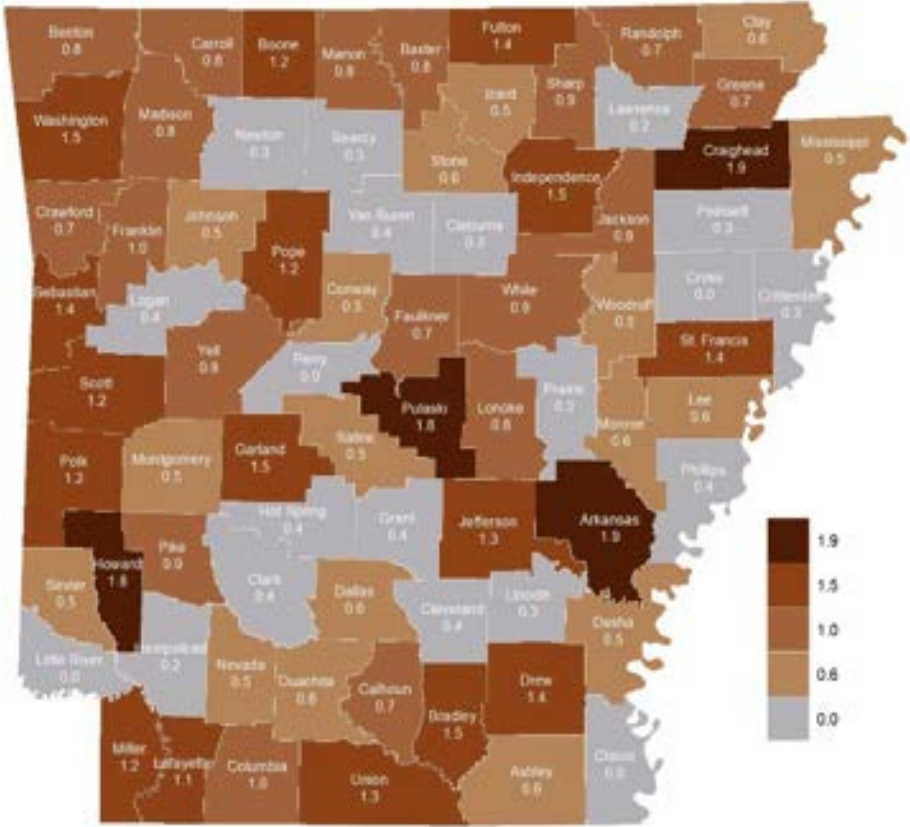 Benton
0.8
Carroll
0.8
Boone
1.2
Marion
0.8
Baxter
0.8
Fulton
1.4
Randolph
0.7
Clay
0.6
Izard
0.5
Sharp
0.9
Lawrence
0.2
Greene
0.7
Washington
1.5
Madison
0.8
Newton
0.3
Searcy
0.3
Stone
0.6
Independence
1.5
Craighead
1.9
Mississippi
0.5
Crawford
0.7
Franklin
1.0
Johnson
0.5
Pope
1.2
Van Buren
0.4
Cleburne
Jackson
0.9
Poinsett
0.3
Sebastian
1.4
Logan
0.4
Conway
0.5
Faulkner
0.7
White
0.9
Woodruff
0.5
Cross
0.0
Crittenden
0.3
Yell
Perry
0.0
St. Francis
1.4
Scott
1.2
Pulaski
1.8
Lonoke
0.8
Prairie
0.3
Lee
0.6
Monroe
0.6
Polk
Montgomery
0.5
Garland
1.5
Saline
0.5
Phillips
0.4
Hot Spring
0.4
Grant
0.4
Jefferson
1.3
Arkansas
1.9
Howard
1.8
Pike
0.9
Clark
0.4
Sevier
0.5
Dallas
0.6
Cleveland
0.4
Lincoln
0.3
Desha
0.5
Little River
0.0
Hempstead
0.2
Nevada
0.5
Ouachita
0.6
Calhoun
0.7
Bradley
1.5
Drew
1.4
Miller
1.2
Lafayette
1.1
Columbia
1.0
Union
1.3
Ashley
Chicot
0.0
1.9
1.5
1.0
0.6
0.0